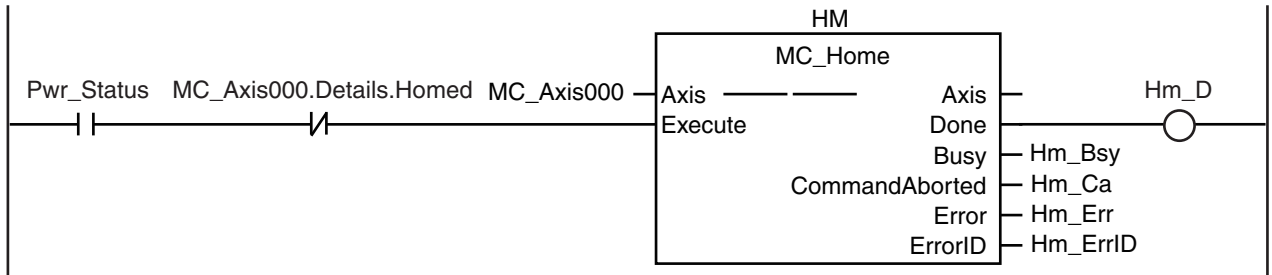 HM
MC_Home
Pwr_Status MC_Axis000.Details.Homed MC_Axis000 Axis Axis Hm_D
Execute Done
Busy Hm_Bsy
CommandAborted Hm_Ca
Error Hm_Err
ErrorID Hm_ErrID